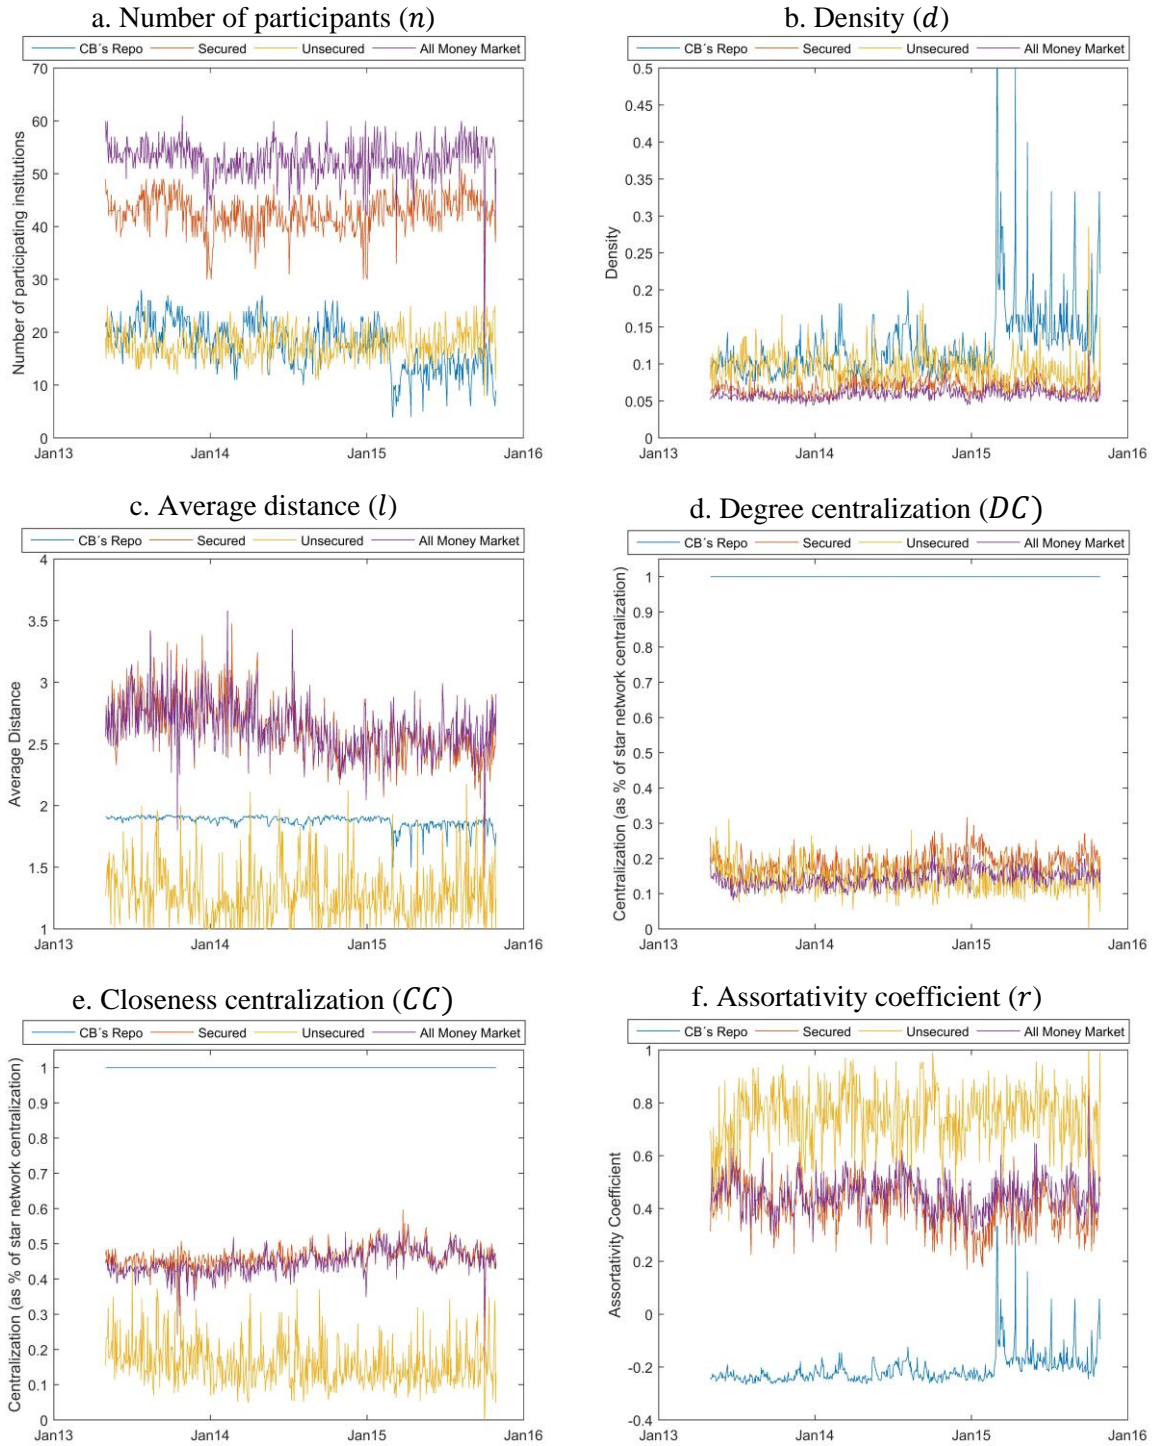 a. Number of participants (n)
CB´s Repo Secured Unsecured All Money Market
70
60
50
40
30
20
10
0
Number of participating institutions
Jan13 Jan14 Jan15 Jan16
b. Density (d)
CB´s Repo Secured Unsecured All Money Market
0.5
0.45
0.4
0.35
0.3
0.25
0.2
0.15
0.1
0.05
0
Density
Jan13 Jan14 Jan15 Jan16
c. Average distance (l)
CB´s Repo Secured Unsecured All Money Market
4
3.5
3
2.5
2
1.5
1
Average Distance
Jan13 Jan14 Jan15 Jan16
d. Degree centralization (DC)
CB´s Repo Secured Unsecured All Money Market
1
0.9
0.8
0.7
0.6
0.5
0.4
0.3
0.2
0.1
0
Centralization (as % of star network centralization)
Jan13 Jan14 Jan15 Jan16
e. Closeness centralization (CC)
CB´s Repo Secured Unsecured All Money Market
1
0.9
0.8
0.7
0.6
0.5
0.4
0.3
0.2
0.1
0
Centralization (as % of star network centralization)
Jan13 Jan14 Jan15 Jan16
f. Assortativity coefficient (r)
CB´s Repo Secured Unsecured All Money Market
1
0.8
0.6
0.4
0.2
0
-0.2
-0.4
Assortativity Coefficient
Jan13 Jan14 Jan15 Jan16